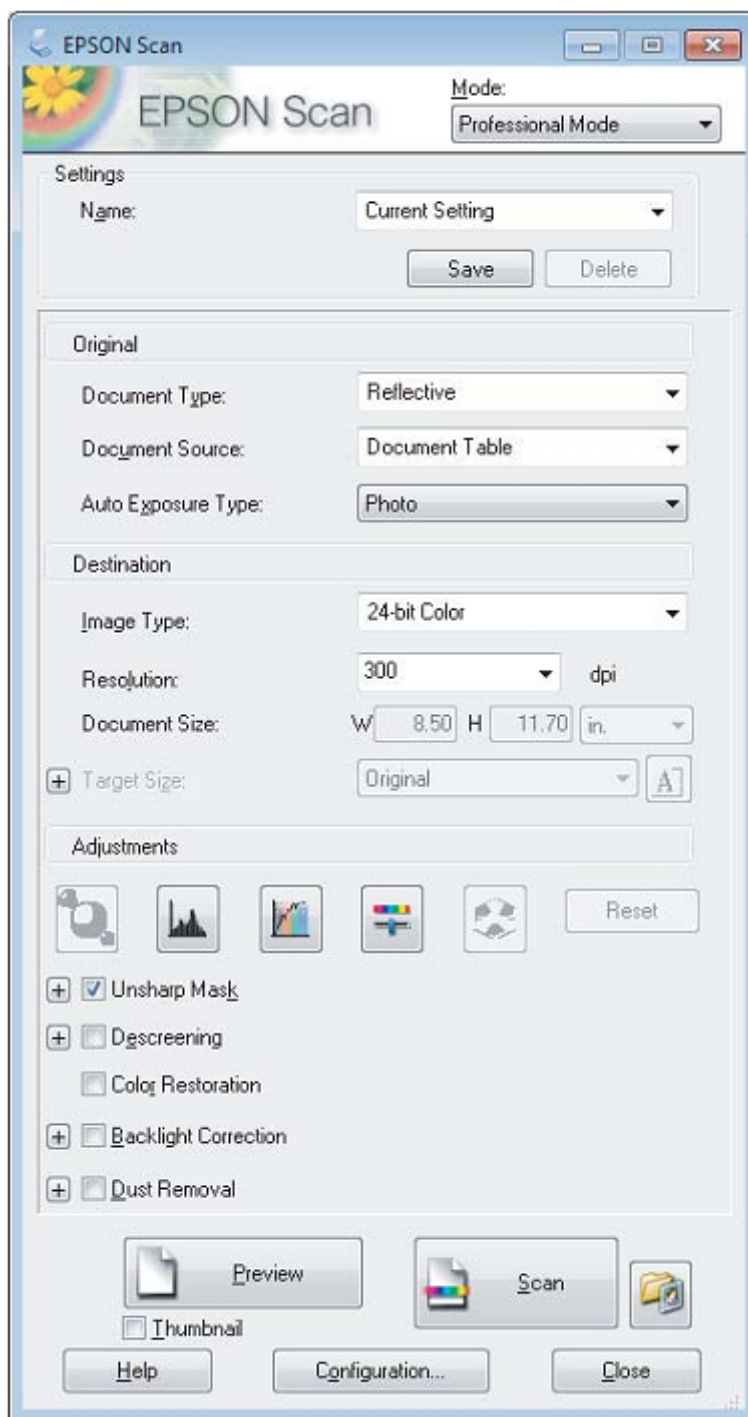 EPSON Scan
EPSON Scan
Mode:
Professional Mode
Settings
Name: Current Setting
Save Delete
Original
Document Type: Reflective
Document Source: Document Table
Auto Exposure Type: Photo
Destination
Image Type: 24-bit Color
Resolution: 300 dpi
Document Size: W 8.50 H 11.70 in.
Target Size: Original A
Adjustments
Reset
Unsharp Mask
Descreening
Color Restoration
Backlight Correction
Dust Removal
Preview Scan
Thumbnail
Help Configuration... Close